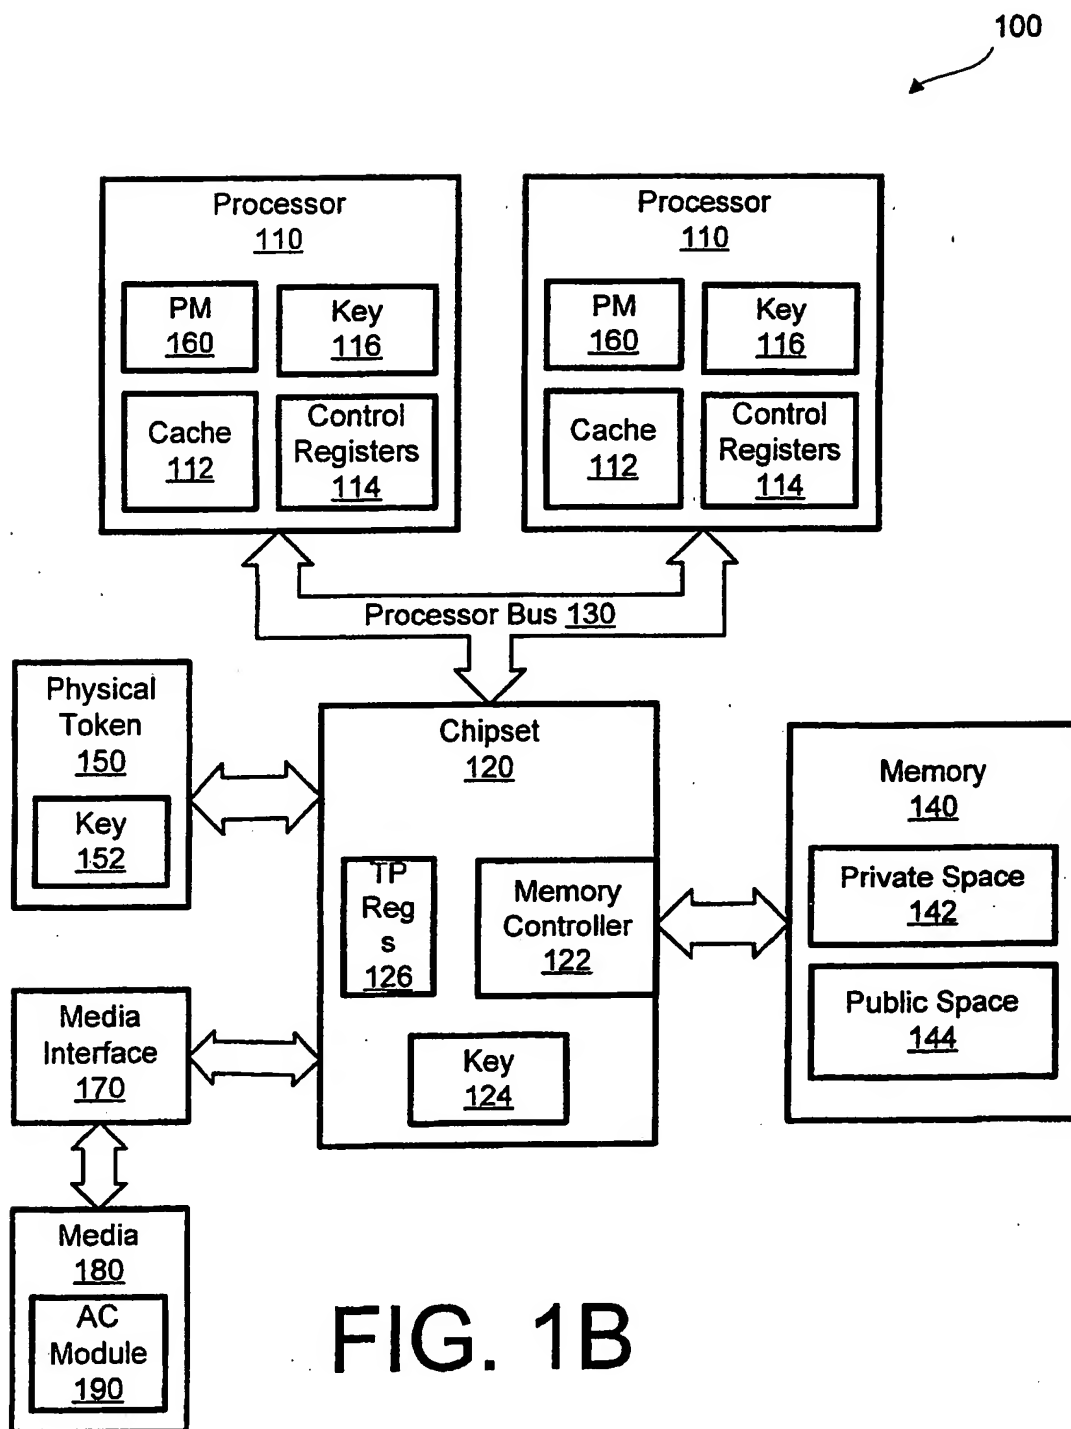 100
Processor
110
PM
160
Key
116
Cache
112
Control
Registers
114
Processor
110
PM
160
Key
116
Cache
112
Control
Registers
114
Processor Bus 130
Physical
Token
150
Key
152
Chipset
120
TP
Reg
s
126
Memory
Controller
122
Key
124
Memory
140
Private Space
142
Public Space
144
Media
Interface
170
Media
180
AC
Module
190
FIG. 1B